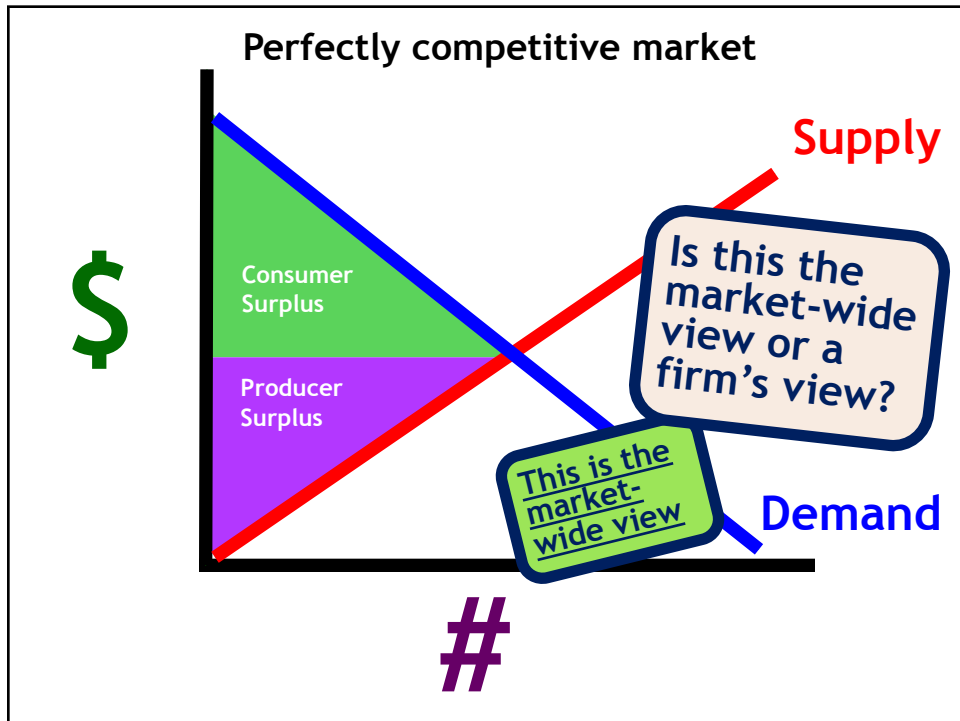 Perfectly competitive market
Supply
$
Consumer
Surplus
Is this the
market-wide
view or a
firm’s view?
Producer
Surplus
This is the
market-
wide view
Demand
#